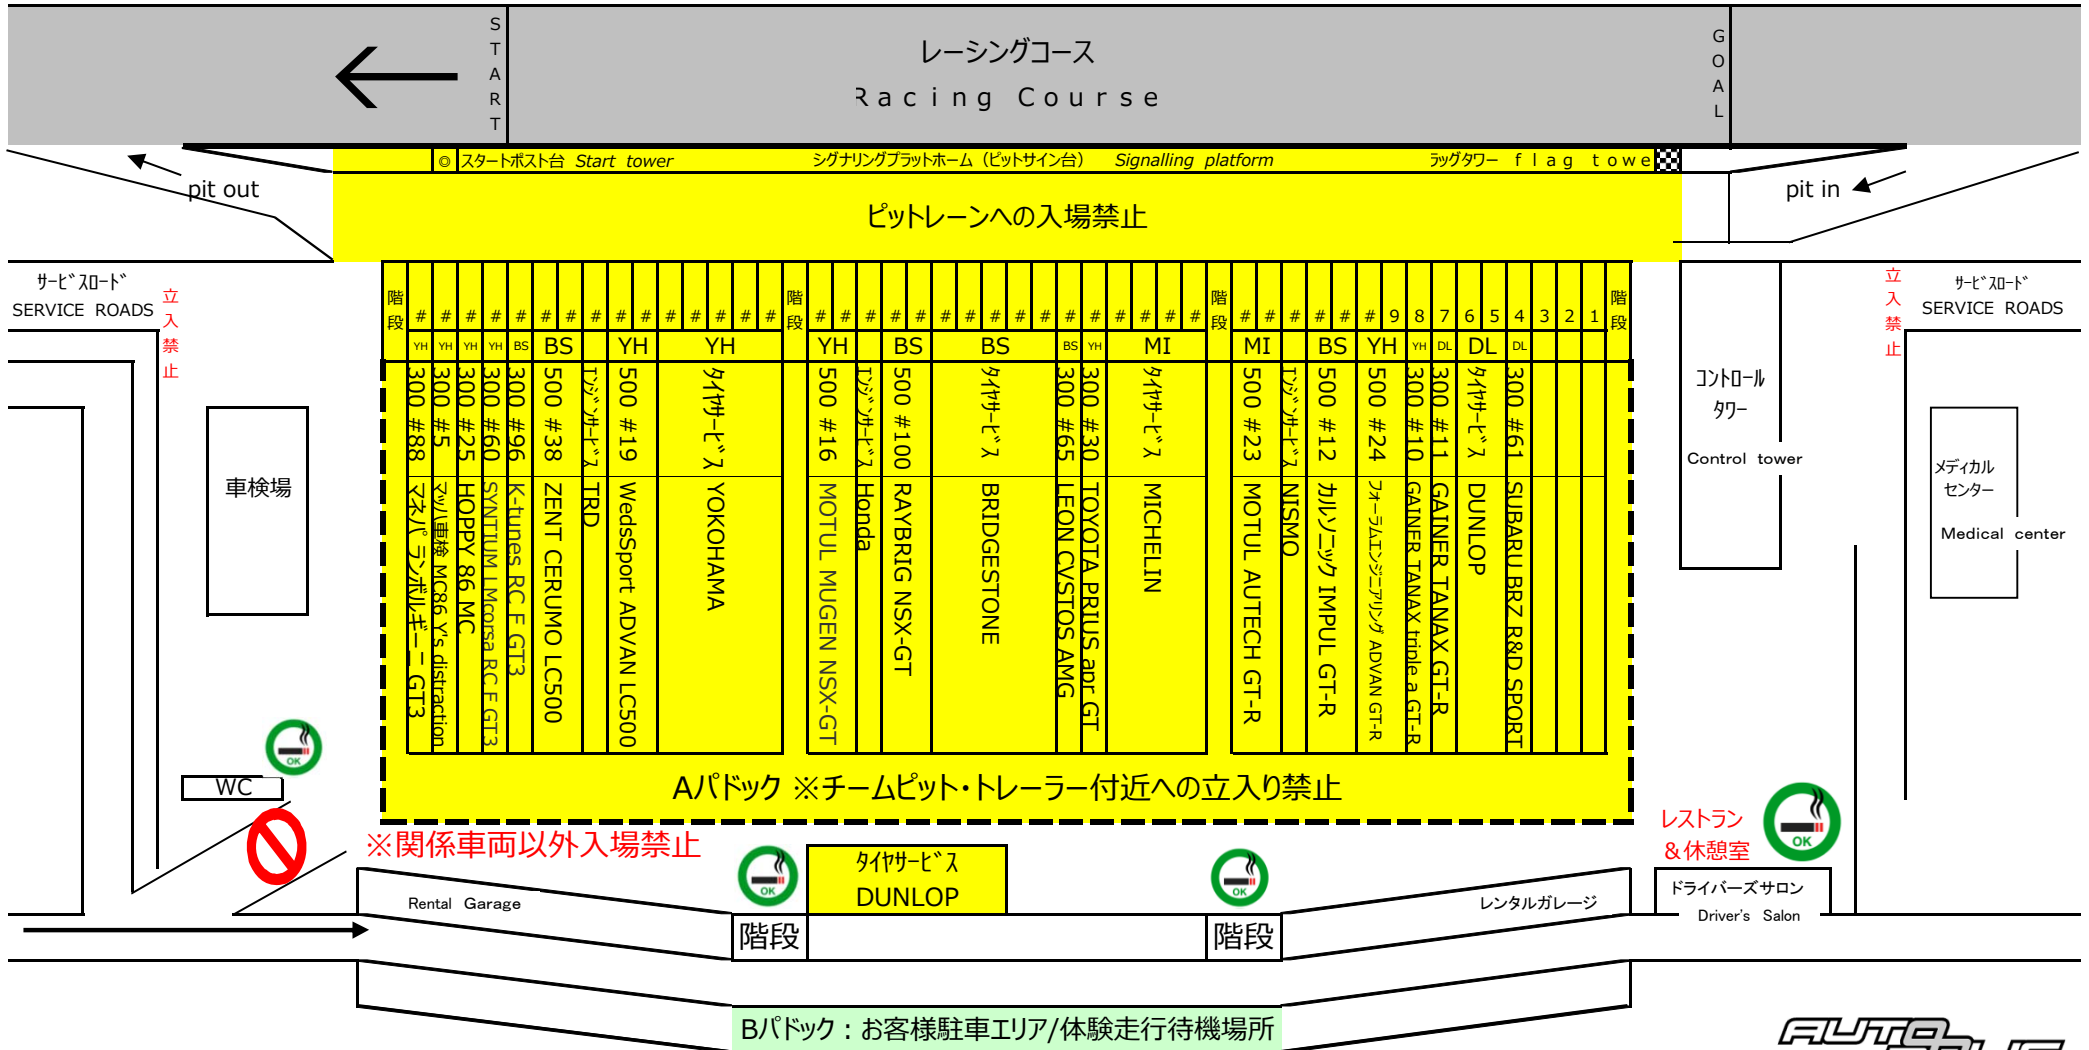 START
レーシングコース
Racing Course
GOAL
◎ スタートポスト台 Start tower
シグナリングプラットホーム（ピットサイン台） Signalling platform
ラッグタワー flag towe
pit out
pit in
ピットレーンへの入場禁止
サービスロード
SERVICE ROADS
立入禁止
立入禁止
サービスロード
SERVICE ROADS
階段 # # # # # # # # # # # # # # # 階段 # # # # # # # # # # # # # # # # 階段 # # # # # # 9 8 7 6 5 4 3 2 1 階段
YH YH YH YH BS BS YH YH YH BS BS BS YH MI MI BS YH YH DL DL DL
300 #88 マネパ ランボルギーニ GT3
300 #5 マッハ車検 MC86 Y's distraction
300 #25 HOPPY 86 MC
300 #60 SYNTIUM LMcorsa RC F GT3
300 #96 K-tunes RC F GT3
500 #38 ZENT CERUMO LC500
エンジンサービス TRD
500 #19 WedsSport ADVAN LC500
タイヤサービス YOKOHAMA
500 #16 MOTUL MUGEN NSX-GT
エンジンサービス Honda
500 #100 RAYBRIG NSX-GT
タイヤサービス BRIDGESTONE
300 #65 LEON CVSTOS AMG
300 #30 TOYOTA PRIUS apr GT
タイヤサービス MICHELIN
500 #23 MOTUL AUTECH GT-R
エンジンサービス NISMO
500 #12 カルソニック IMPUL GT-R
500 #24 フォーラムエンジニアリング ADVAN GT-R
300 #10 GAINER TANAX triple a GT-R
300 #11 GAINER TANAX GT-R
タイヤサービス DUNLOP
300 #61 SUBARU BRZ R&D SPORT
コントロール
タワー
Control tower
メディカル
センター
Medical center
車検場
WC
OK
Aパドック ※チームピット・トレーラー付近への立入り禁止
※関係車両以外入場禁止
OK
タイヤサービス
DUNLOP
OK
レストラン
＆休憩室
OK
Rental Garage
レンタルガレージ
ドライバーズサロン
Driver's Salon
階段
階段
Bパドック：お客様駐車エリア/体験走行待機場所
AUTO